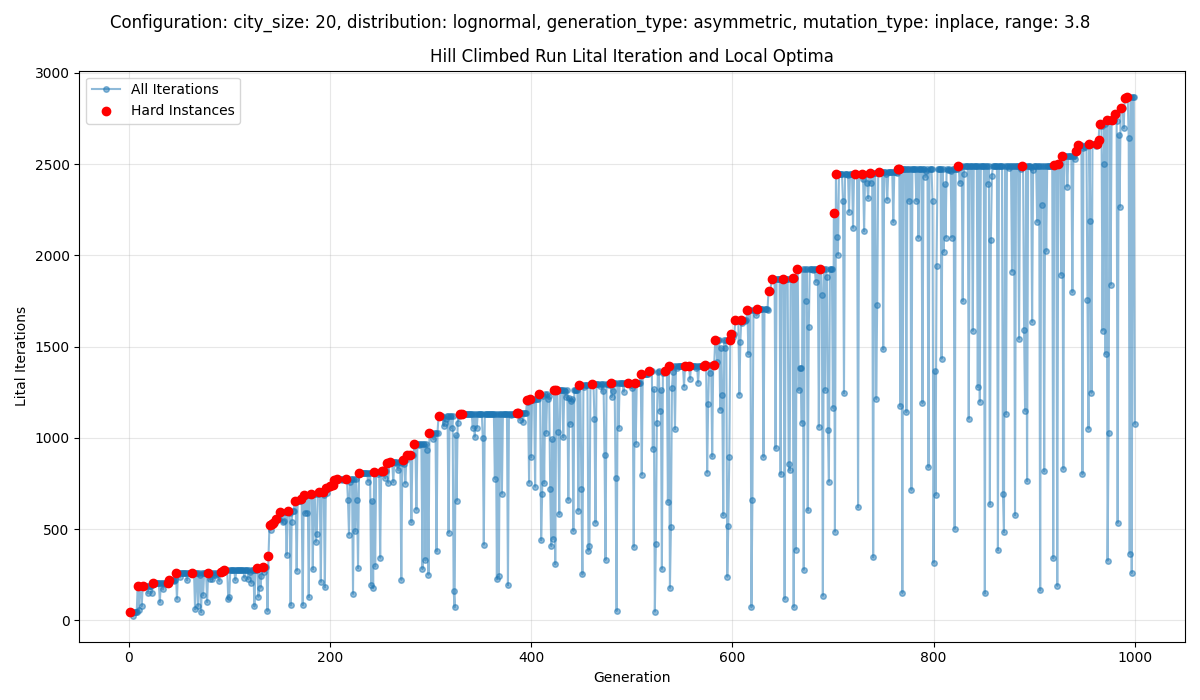 Configuration: city_size: 20, distribution: lognormal, generation_type: asymmetric, mutation_type: inplace, range: 3.8
Hill Climbed Run Lital Iteration and Local Optima
All Iterations
Hard Instances
Lital Iterations
3000
2500
2000
1500
1000
500
0
0 200 400 600 800 1000
Generation